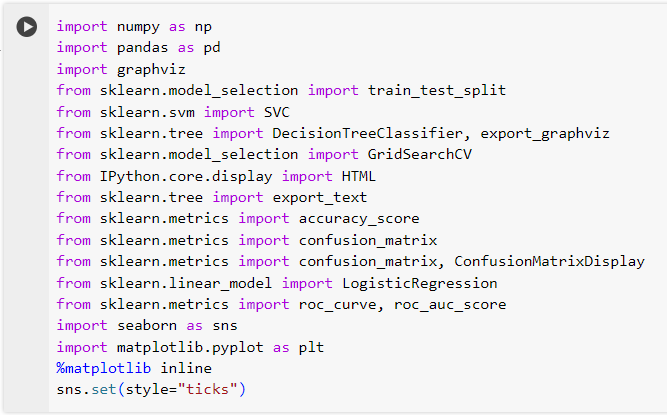 import numpy as np
import pandas as pd
import graphviz
from sklearn.model_selection import train_test_split
from sklearn.svm import SVC
from sklearn.tree import DecisionTreeClassifier, export_graphviz
from sklearn.model_selection import GridSearchCV
from IPython.core.display import HTML
from sklearn.tree import export_text
from sklearn.metrics import accuracy_score
from sklearn.metrics import confusion_matrix
from sklearn.metrics import confusion_matrix, ConfusionMatrixDisplay
from sklearn.linear_model import LogisticRegression
from sklearn.metrics import roc_curve, roc_auc_score
import seaborn as sns
import matplotlib.pyplot as plt
%matplotlib inline
sns.set(style="ticks")